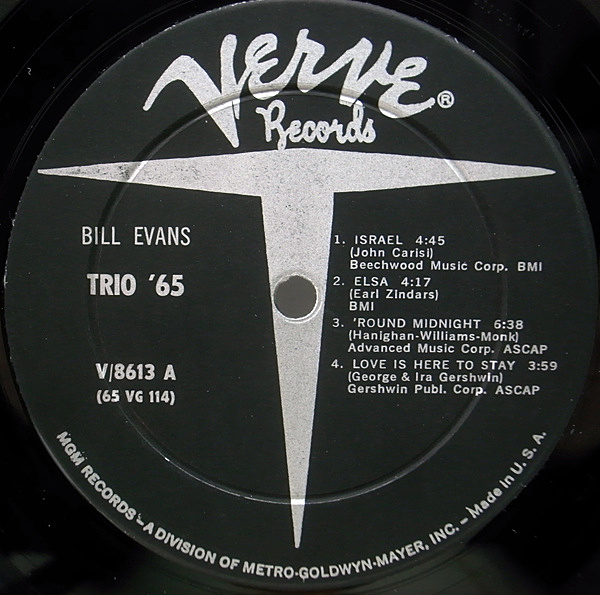 Verve®
Records
BILL EVANS
TRIO '65
V/8613 A
(65 VG 114)
1. ISRAEL 4:45
(John Carisi)
Beechwood Music Corp. BMI
2. ELSA 4:17
(Earl Zindars)
BMI
3. 'ROUND MIDNIGHT 6:38
(Hanighan-Williams-Monk)
Advanced Music Corp. ASCAP
4. LOVE IS HERE TO STAY 3:59
(George & Ira Gershwin)
Gershwin Publ. Corp. ASCAP
MGM RECORDS – A DIVISION OF METRO-GOLDWYN-MAYER, INC. – Made in U. S. A.